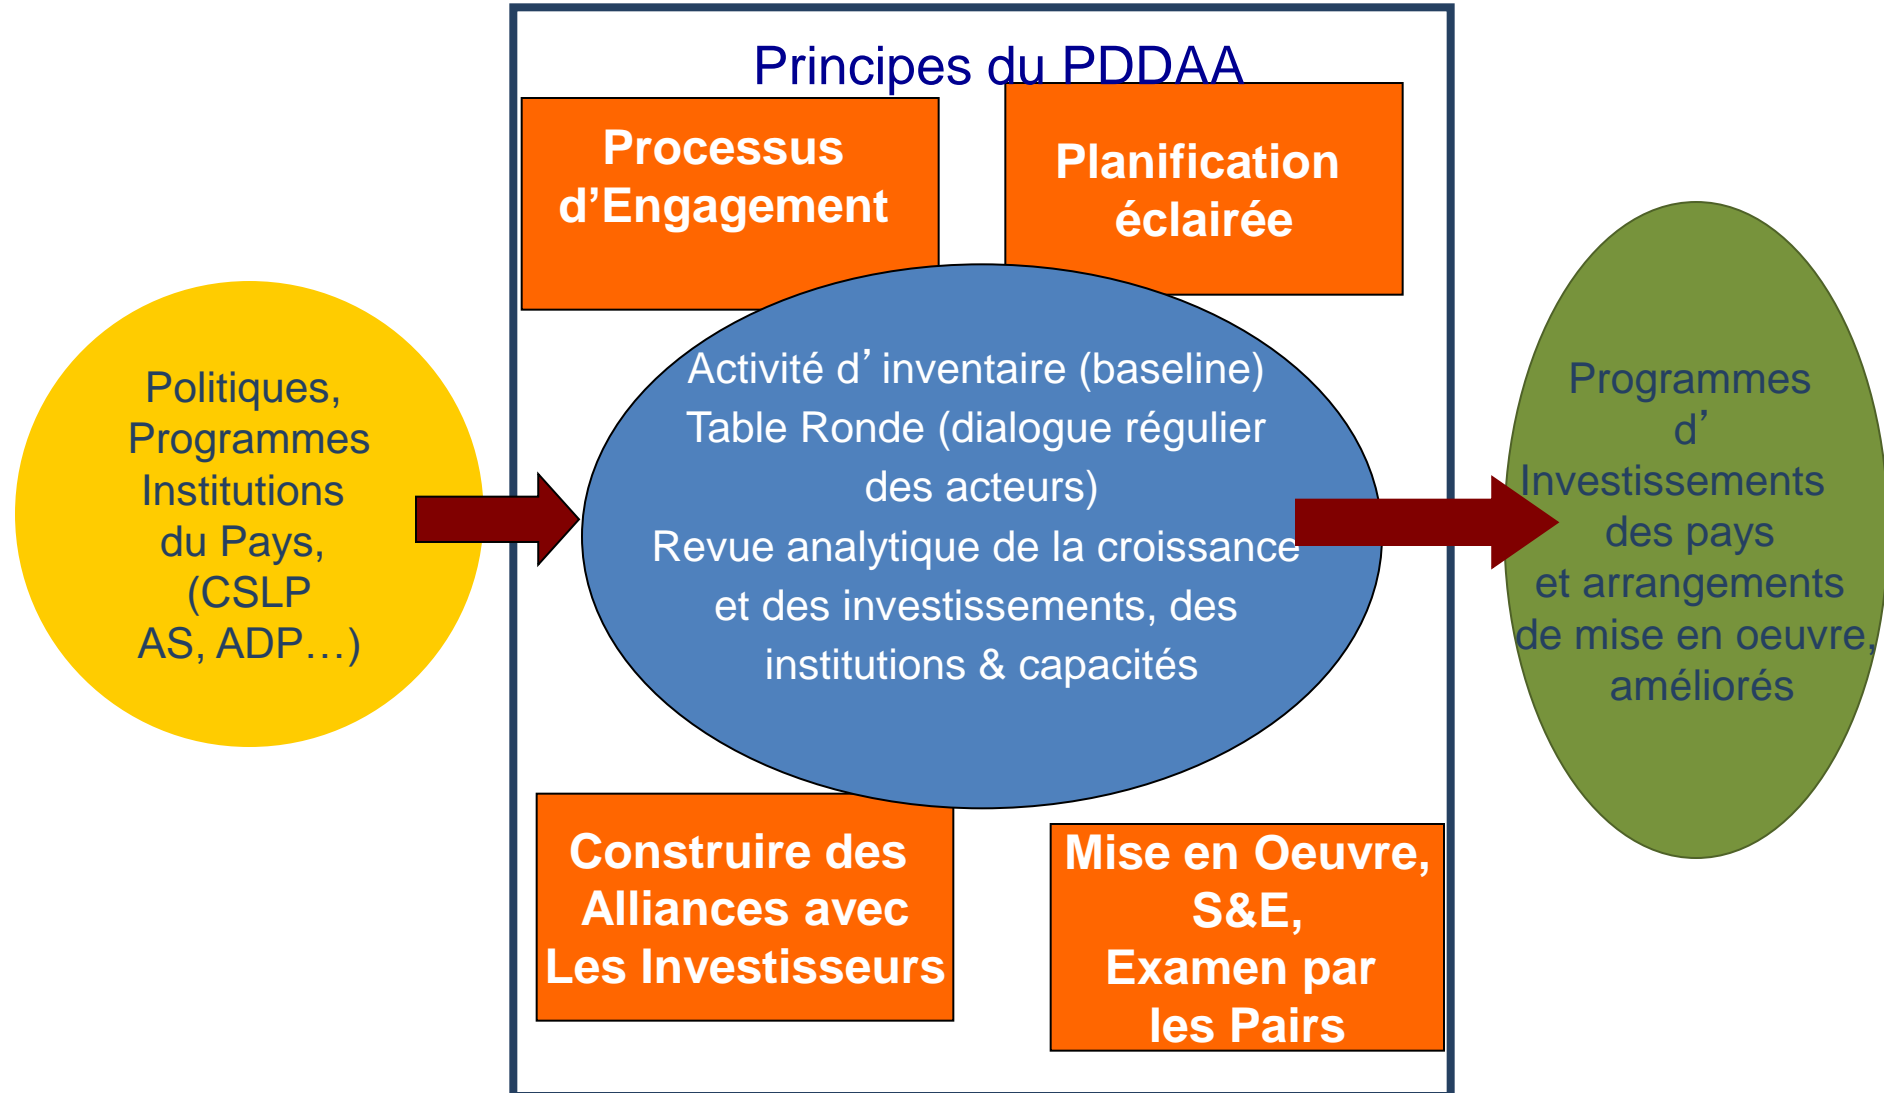 Principes du PDDAA
Processus
d’Engagement
Planification
éclairée
Politiques,
Programmes
Institutions
du Pays,
(CSLP
AS, ADP…)
Activité d’ inventaire (baseline)
Table Ronde (dialogue régulier
des acteurs)
Revue analytique de la croissance
et des investissements, des
institutions & capacités
Programmes
d’
Investissements
des pays
et arrangements
de mise en oeuvre,
améliorés
Construire des
Alliances avec
Les Investisseurs
Mise en Oeuvre,
S&E,
Examen par
les Pairs